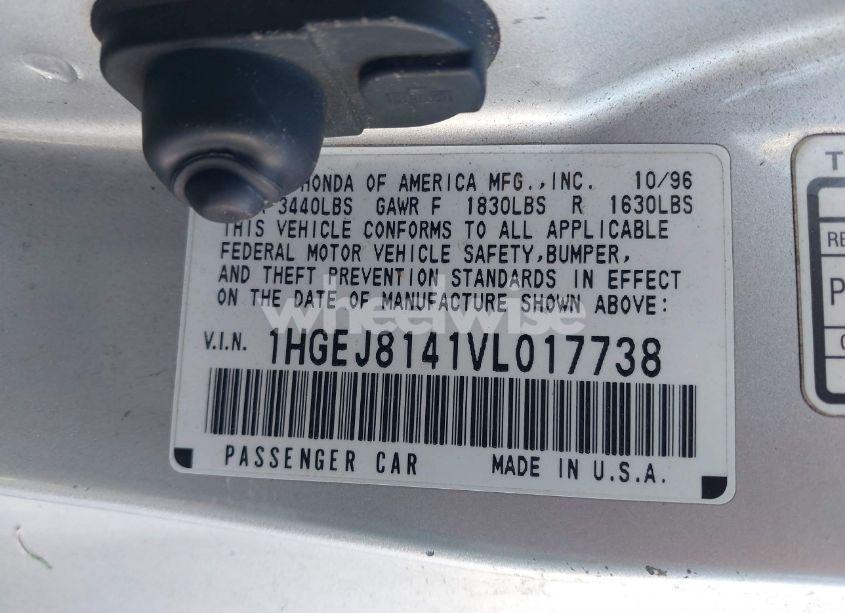 HONDA OF AMERICA MFG.,INC. 10/96
3440LBS GAWR F 1830LBS R 1630LBS
THIS VEHICLE CONFORMS TO ALL APPLICABLE
FEDERAL MOTOR VEHICLE SAFETY,BUMPER,
AND THEFT PREVENTION STANDARDS IN EFFECT
ON THE DATE OF MANUFACTURE SHOWN ABOVE:
wheelwise
V.I.N. 1HGEJ8141VL017738
PASSENGER CAR MADE IN U.S.A.